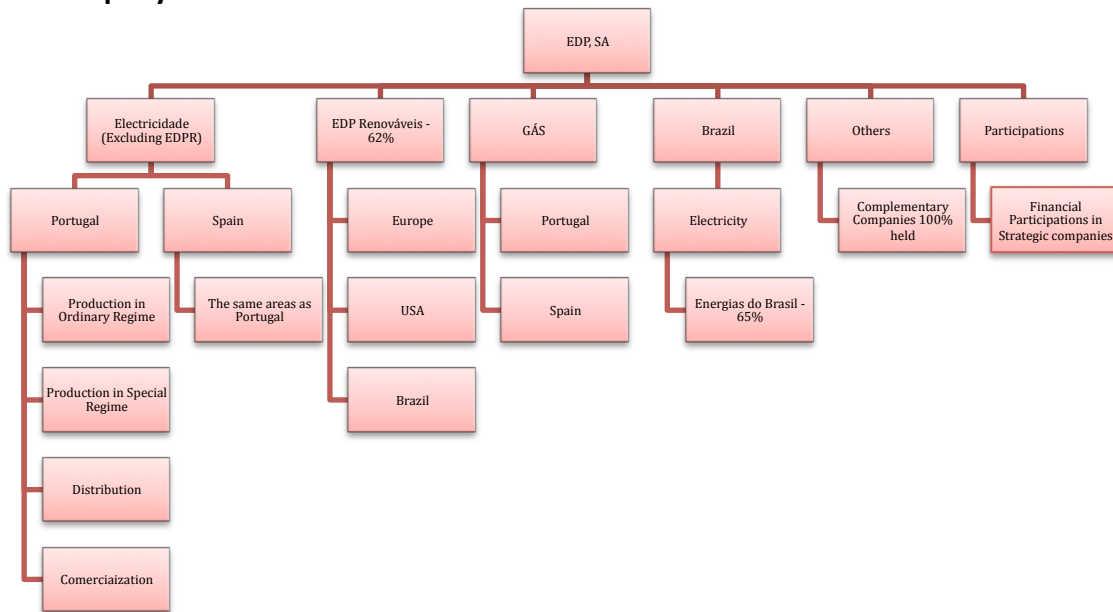 EDP, SA
Electricidade
(Excluding EDPR)
EDP Renováveis -
62%
GÁS
Brazil
Others
Participations
Portugal
Spain
Europe
Portugal
Electricity
Complementary
Companies 100%
held
Financial
Participations in
Strategic companies
Production in
Ordinary Regime
The same areas as
Portugal
USA
Spain
Energias do Brasil -
65%
Production in Special
Regime
Brazil
Distribution
Comerciaization